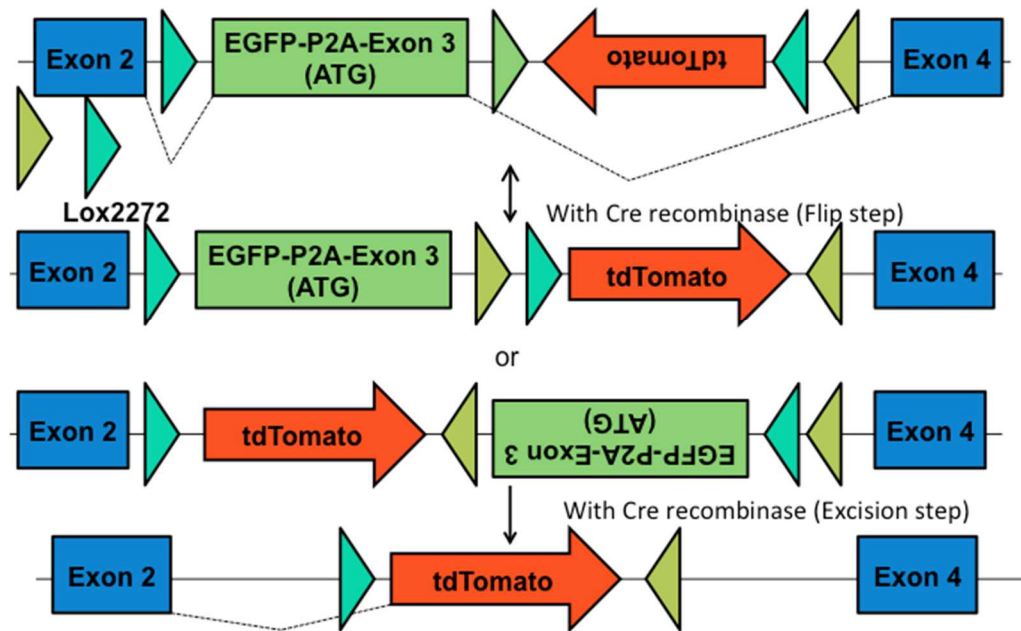 Exon 2
EGFP-P2A-Exon 3
(ATG)
tdTomato
Exon 4
Lox2272
With Cre recombinase (Flip step)
Exon 2
EGFP-P2A-Exon 3
(ATG)
tdTomato
Exon 4
or
Exon 2
tdTomato
EGFP-P2A-Exon 3
(ATG)
Exon 4
With Cre recombinase (Excision step)
Exon 2
tdTomato
Exon 4